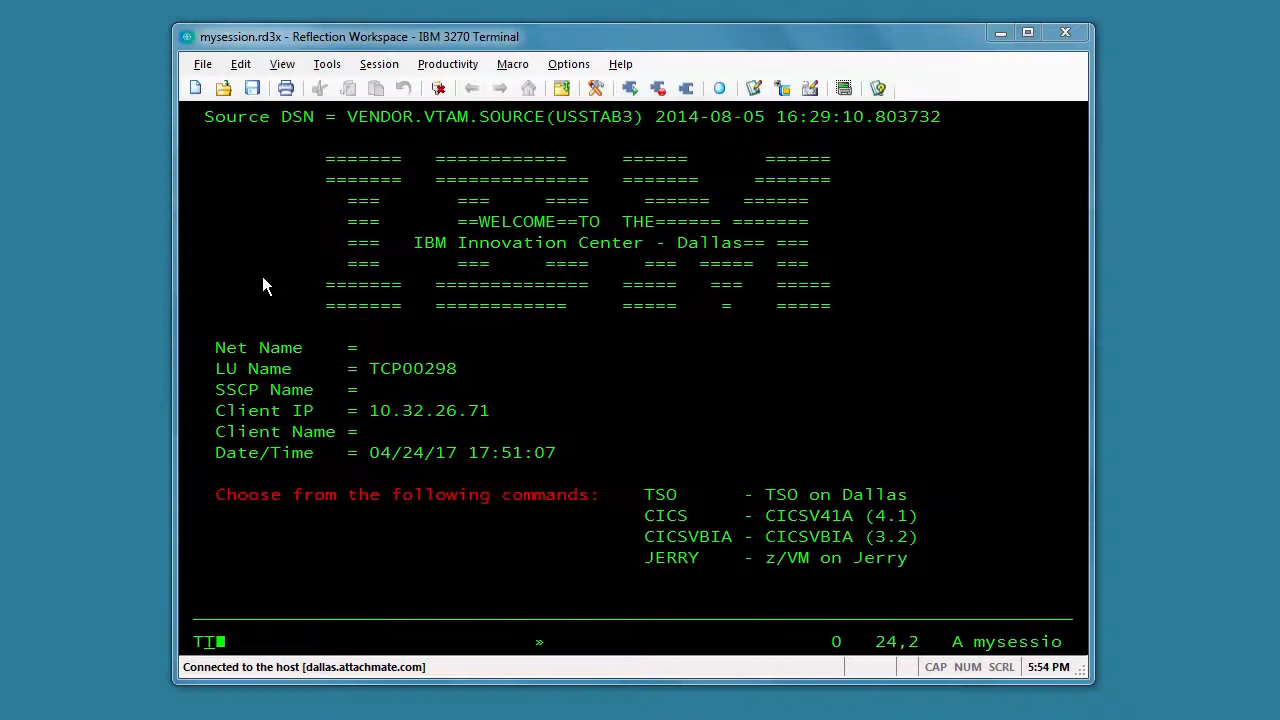 mysession.rd3x - Reflection Workspace - IBM 3270 Terminal
File Edit View Tools Session Productivity Macro Options Help
Source DSN = VENDOR.VTAM.SOURCE(USSTAB3) 2014-08-05 16:29:10.803732
======= ============ ====== ======
======= ============== ======= =======
=== === ==== ====== ======
=== ==WELCOME==TO THE====== =======
=== IBM Innovation Center - Dallas== ===
=== === ==== === ===== ===
======= ============== ===== === =====
======= ============ ===== = =====
Net Name =
LU Name = TCP00298
SSCP Name =
Client IP = 10.32.26.71
Client Name =
Date/Time = 04/24/17 17:51:07
Choose from the following commands: TSO - TSO on Dallas
CICS - CICSV41A (4.1)
CICSVBIA - CICSVBIA (3.2)
JERRY - z/VM on Jerry
TI » O 24,2 A mysessio
Connected to the host [dallas.attachmate.com] CAP NUM SCRL 5:54 PM